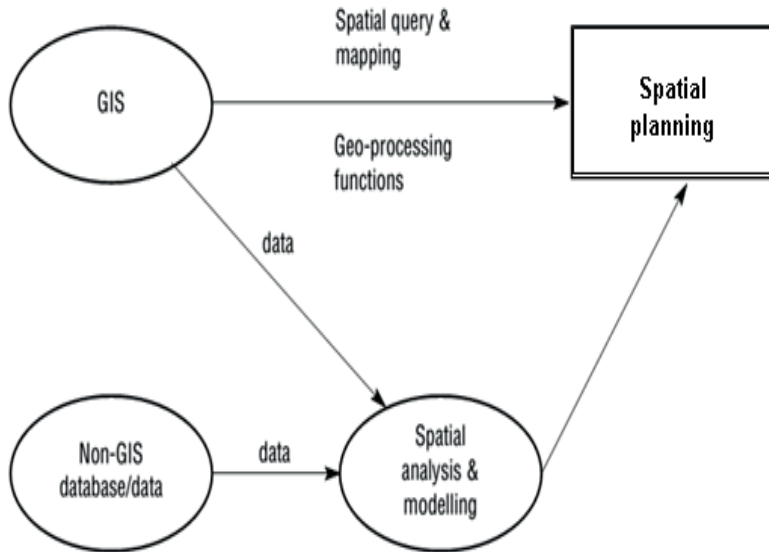 Spatial query &
mapping
GIS
Spatial
planning
Geo-processing
functions
data
Non-GIS
database/data
data
Spatial
analysis &
modelling